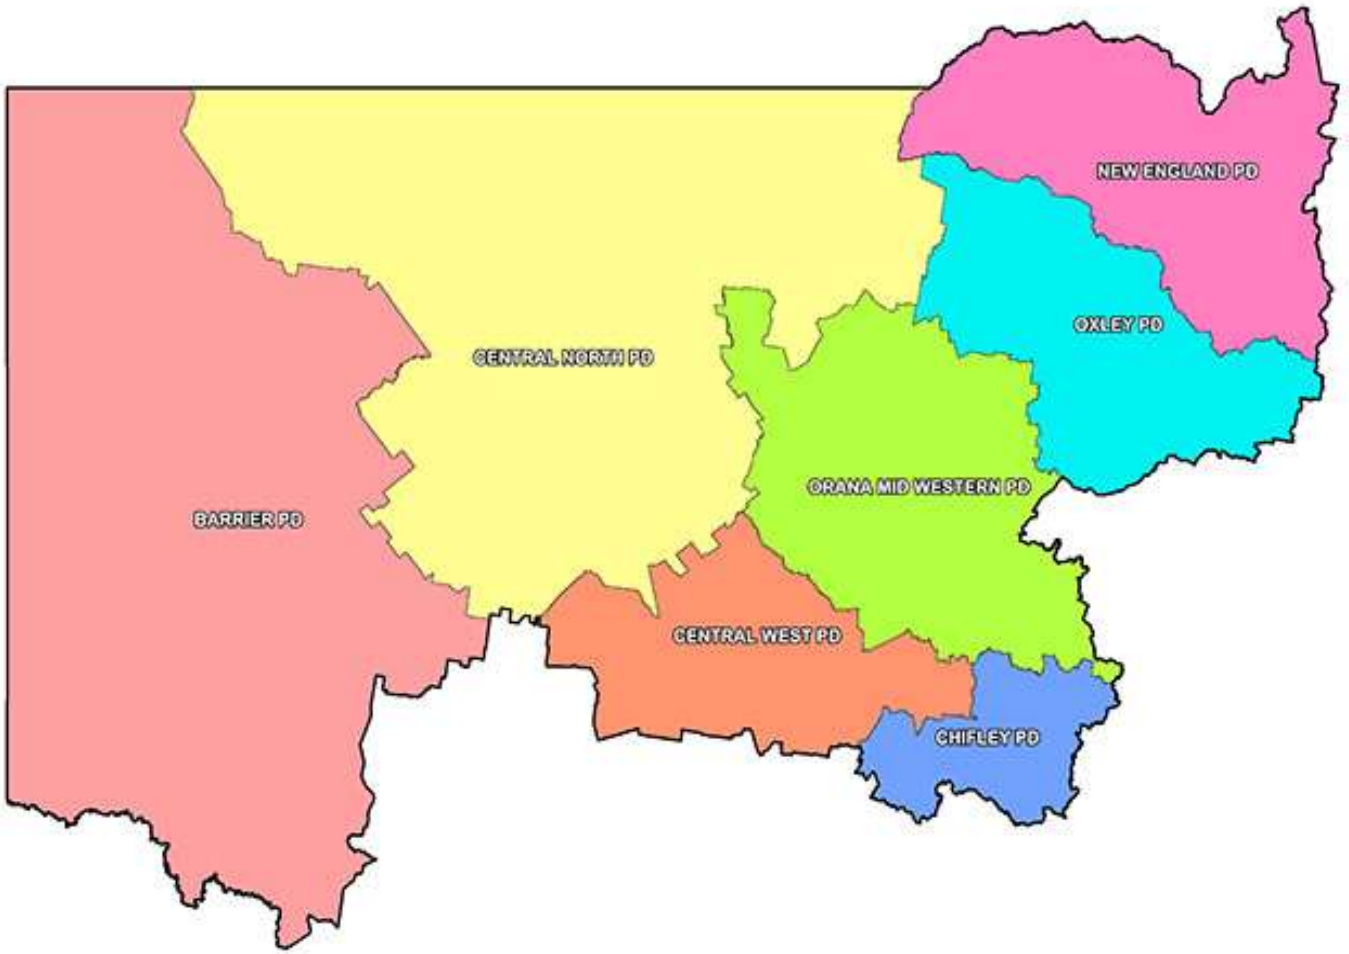 NEW ENGLAND PD
OXLEY PD
CENTRAL NORTH PD
ORANA MID WESTERN PD
BARRIER PD
CENTRAL WEST PD
CHIFLEY PD